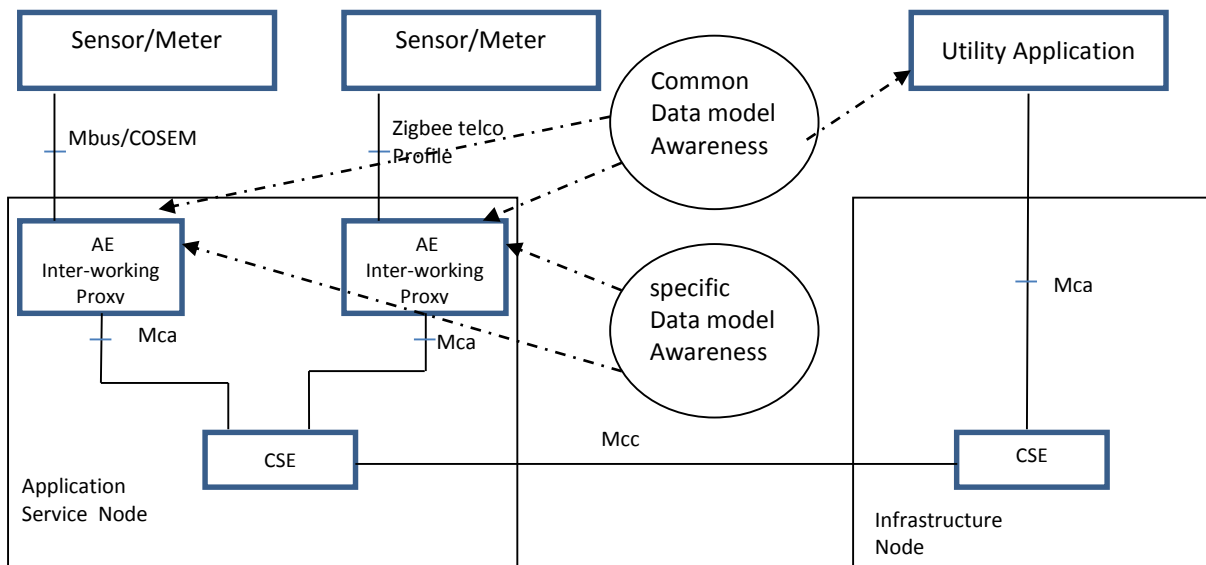 Sensor/Meter
Sensor/Meter
Utility Application
Common
Data model
Awareness
Mbus/COSEM
Zigbee telco
Profile
AE
Inter-working
Proxy
AE
Inter-working
Proxy
specific
Data model
Awareness
Mca
Mca
Mca
Mcc
CSE
CSE
Application
Service Node
Infrastructure
Node